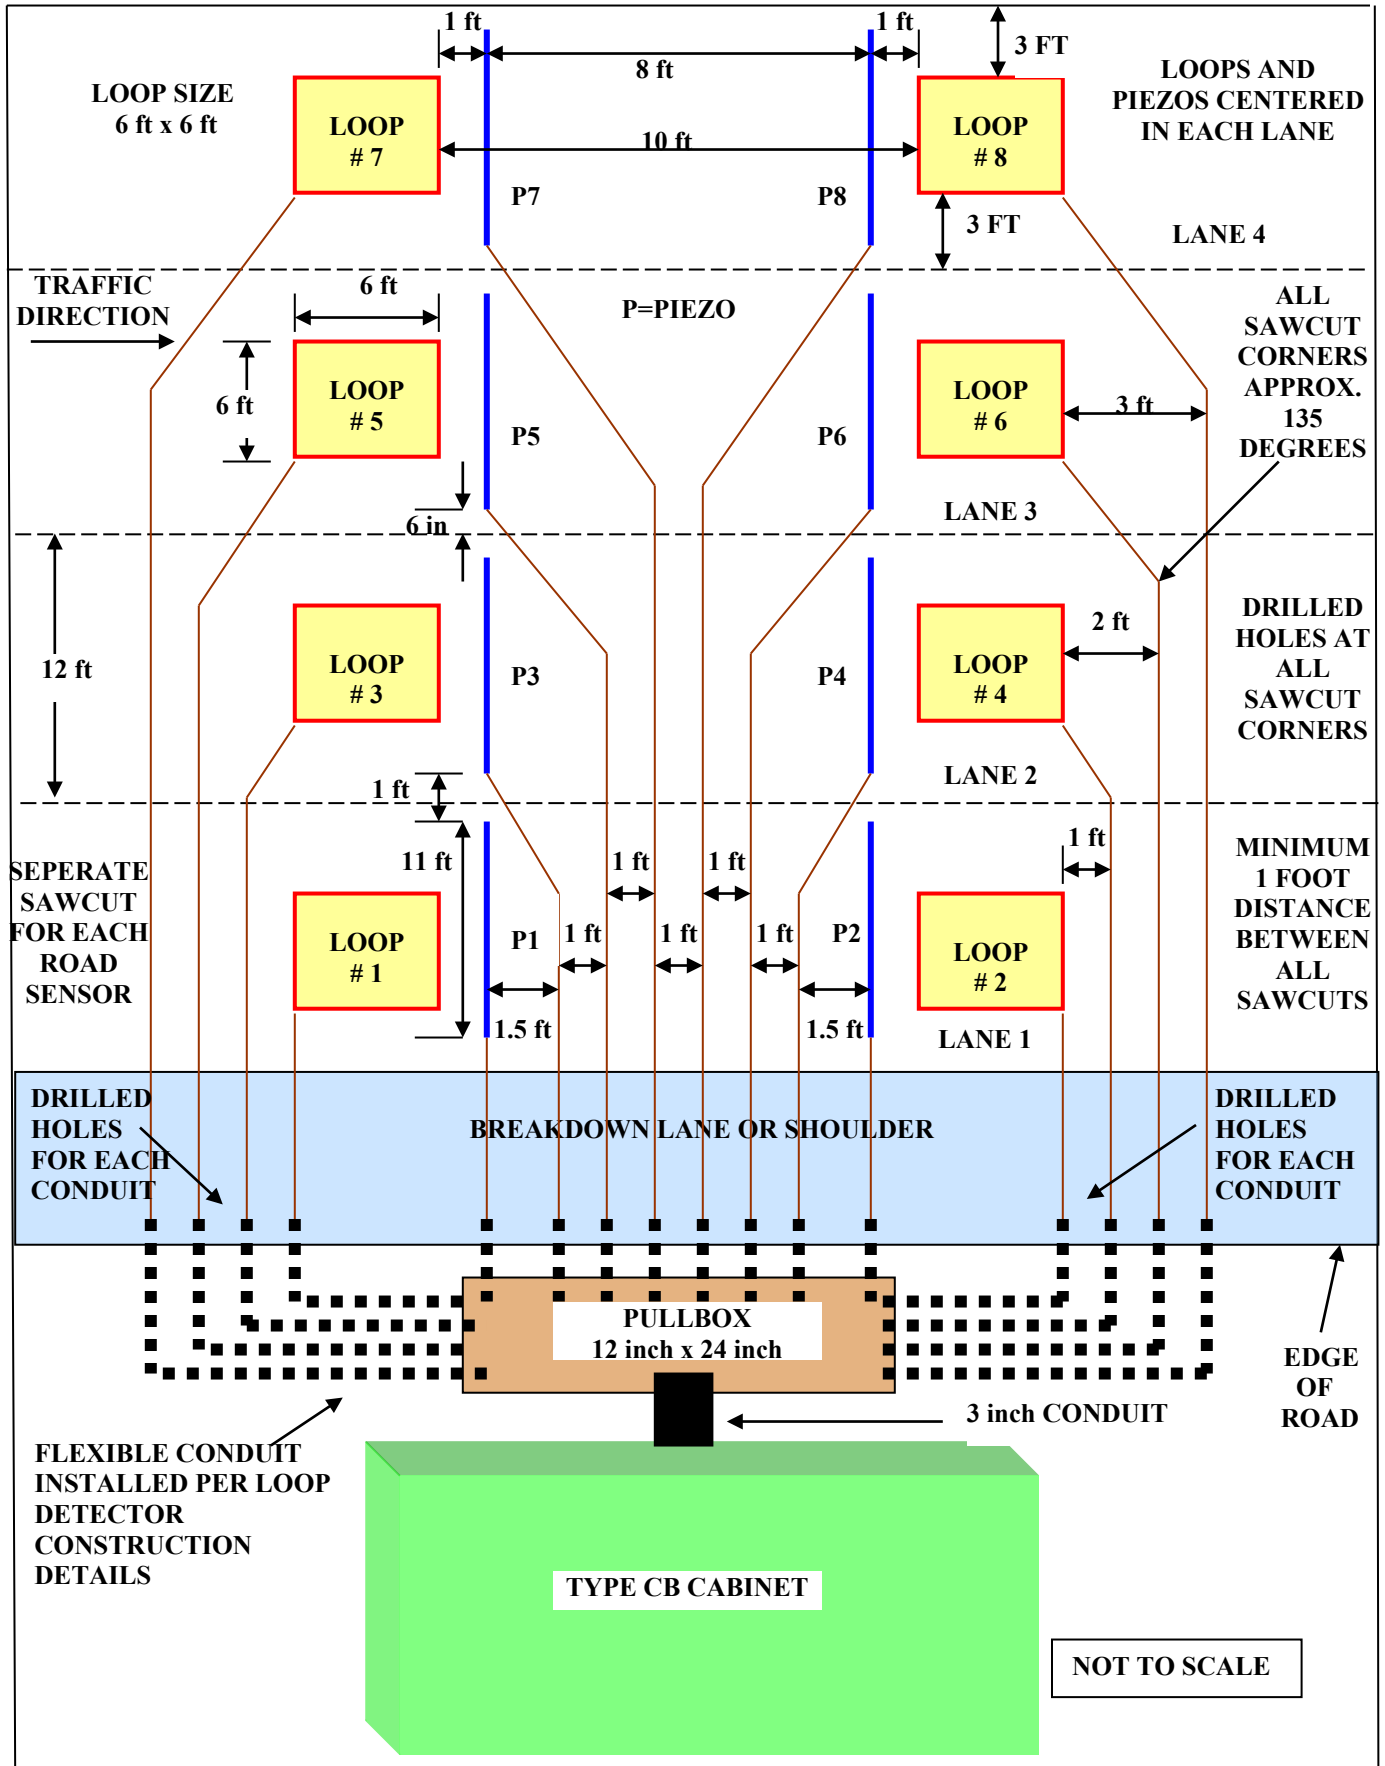 1 ft
1 ft
3 FT
8 ft
LOOP SIZE
6 ft x 6 ft
LOOPS AND
PIEZOS CENTERED
IN EACH LANE
LOOP
# 7
10 ft
LOOP
# 8
P7
P8
3 FT
LANE 4
TRAFFIC
DIRECTION
6 ft
P=PIEZO
ALL
SAWCUT
CORNERS
APPROX.
135
DEGREES
6 ft
LOOP
# 5
P5
P6
LOOP
# 6
3 ft
6 in
LANE 3
12 ft
LOOP
# 3
P3
P4
LOOP
# 4
2 ft
DRILLED
HOLES AT
ALL
SAWCUT
CORNERS
1 ft
LANE 2
SEPERATE
SAWCUT
FOR EACH
ROAD
SENSOR
11 ft
1 ft
1 ft
1 ft
MINIMUM
1 FOOT
DISTANCE
BETWEEN
ALL
SAWCUTS
LOOP
# 1
P1
1 ft
1 ft
1 ft
P2
LOOP
# 2
1.5 ft
1.5 ft
LANE 1
DRILLED
HOLES
FOR EACH
CONDUIT
BREAKDOWN LANE OR SHOULDER
DRILLED
HOLES
FOR EACH
CONDUIT
PULLBOX
12 inch x 24 inch
EDGE
OF
ROAD
3 inch CONDUIT
FLEXIBLE CONDUIT
INSTALLED PER LOOP
DETECTOR
CONSTRUCTION
DETAILS
TYPE CB CABINET
NOT TO SCALE